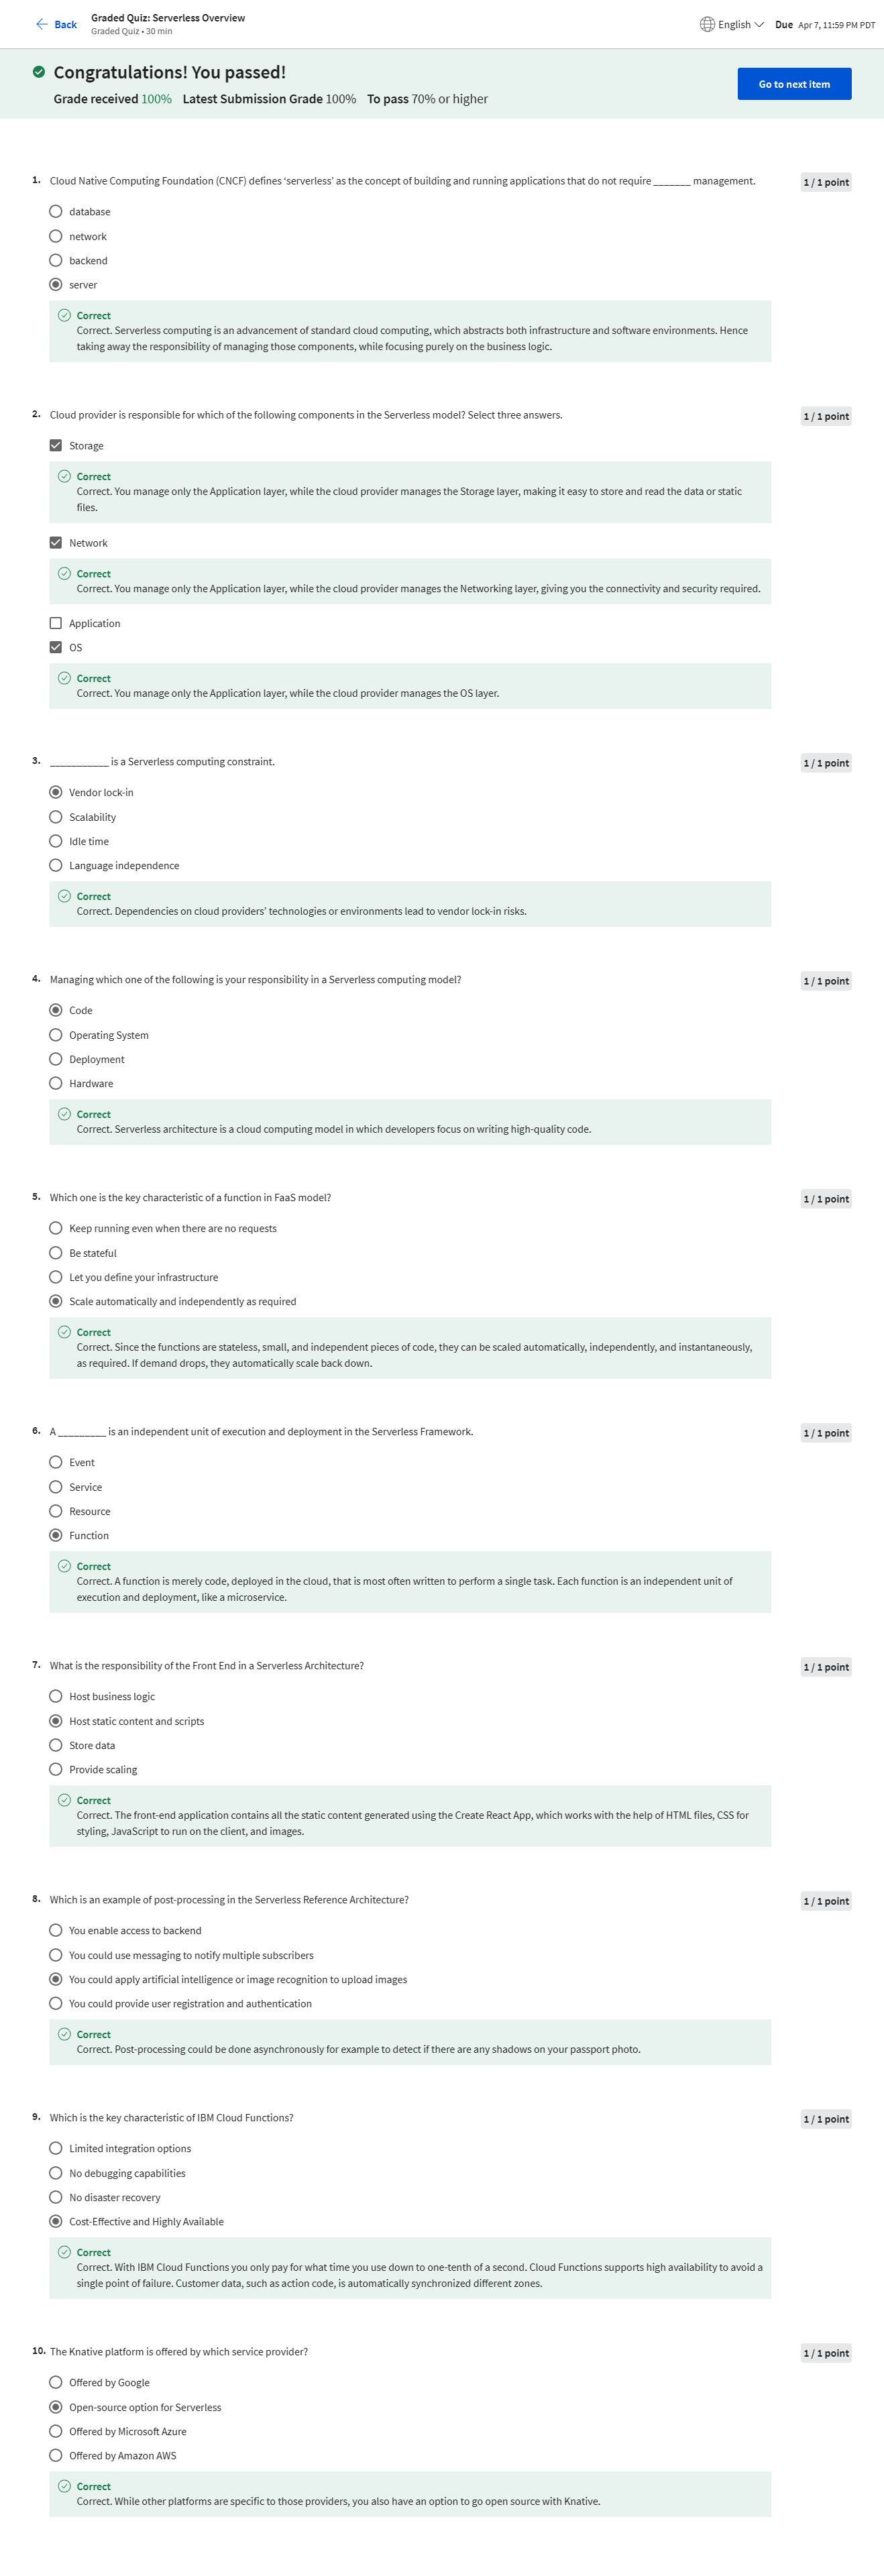 Back
Graded Quiz: Serverless Overview
Graded Quiz • 30 min
English
Due Apr 7, 11:59 PM PDT
Congratulations! You passed!
Grade received 100% Latest Submission Grade 100% To pass 70% or higher
Go to next item
1. Cloud Native Computing Foundation (CNCF) defines ‘serverless’ as the concept of building and running applications that do not require _______ management.
1 / 1 point
database
network
backend
server
Correct
Correct. Serverless computing is an advancement of standard cloud computing, which abstracts both infrastructure and software environments. Hence
taking away the responsibility of managing those components, while focusing purely on the business logic.
2. Cloud provider is responsible for which of the following components in the Serverless model? Select three answers.
1 / 1 point
Storage
Correct
Correct. You manage only the Application layer, while the cloud provider manages the Storage layer, making it easy to store and read the data or static
files.
Network
Correct
Correct. You manage only the Application layer, while the cloud provider manages the Networking layer, giving you the connectivity and security required.
Application
OS
Correct
Correct. You manage only the Application layer, while the cloud provider manages the OS layer.
3. ___________ is a Serverless computing constraint.
1 / 1 point
Vendor lock-in
Scalability
Idle time
Language independence
Correct
Correct. Dependencies on cloud providers’ technologies or environments lead to vendor lock-in risks.
4. Managing which one of the following is your responsibility in a Serverless computing model?
1 / 1 point
Code
Operating System
Deployment
Hardware
Correct
Correct. Serverless architecture is a cloud computing model in which developers focus on writing high-quality code.
5. Which one is the key characteristic of a function in FaaS model?
1 / 1 point
Keep running even when there are no requests
Be stateful
Let you define your infrastructure
Scale automatically and independently as required
Correct
Correct. Since the functions are stateless, small, and independent pieces of code, they can be scaled automatically, independently, and instantaneously,
as required. If demand drops, they automatically scale back down.
6. A _________ is an independent unit of execution and deployment in the Serverless Framework.
1 / 1 point
Event
Service
Resource
Function
Correct
Correct. A function is merely code, deployed in the cloud, that is most often written to perform a single task. Each function is an independent unit of
execution and deployment, like a microservice.
7. What is the responsibility of the Front End in a Serverless Architecture?
1 / 1 point
Host business logic
Host static content and scripts
Store data
Provide scaling
Correct
Correct. The front-end application contains all the static content generated using the Create React App, which works with the help of HTML files, CSS for
styling, JavaScript to run on the client, and images.
8. Which is an example of post-processing in the Serverless Reference Architecture?
1 / 1 point
You enable access to backend
You could use messaging to notify multiple subscribers
You could apply artificial intelligence or image recognition to upload images
You could provide user registration and authentication
Correct
Correct. Post-processing could be done asynchronously for example to detect if there are any shadows on your passport photo.
9. Which is the key characteristic of IBM Cloud Functions?
1 / 1 point
Limited integration options
No debugging capabilities
No disaster recovery
Cost-Effective and Highly Available
Correct
Correct. With IBM Cloud Functions you only pay for what time you use down to one-tenth of a second. Cloud Functions supports high availability to avoid a
single point of failure. Customer data, such as action code, is automatically synchronized different zones.
10. The Knative platform is offered by which service provider?
1 / 1 point
Offered by Google
Open-source option for Serverless
Offered by Microsoft Azure
Offered by Amazon AWS
Correct
Correct. While other platforms are specific to those providers, you also have an option to go open source with Knative.